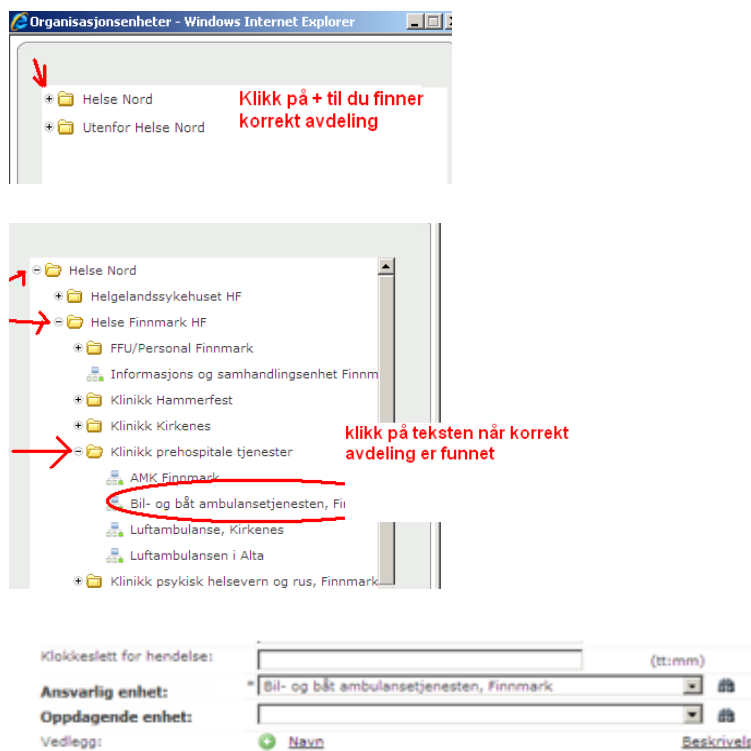 Organisasjonsenheter - Windows Internet Explorer
Helse Nord
Utenfor Helse Nord
Klikk på + til du finner
korrekt avdeling
Helse Nord
Helgelandssykehuset HF
Helse Finnmark HF
FFU/Personal Finnmark
Informasjons og samhandlingsenhet Finnm
Klinikk Hammerfest
Klinikk Kirkenes
Klinikk prehospitale tjenester
klikk på teksten når korrekt
avdeling er funnet
AMK Finnmark
Bil- og båt ambulansetjenesten, Fi
Luftambulanse, Kirkenes
Luftambulansen i Alta
Klinikk psykisk helsevern og rus, Finnmark
Klokkeslett for hendelse: (tt:mm)
Ansvarlig enhet: * Bil- og båt ambulansetjenesten, Finnmark
Oppdagende enhet:
Vedlegg: Navn Beskrivels